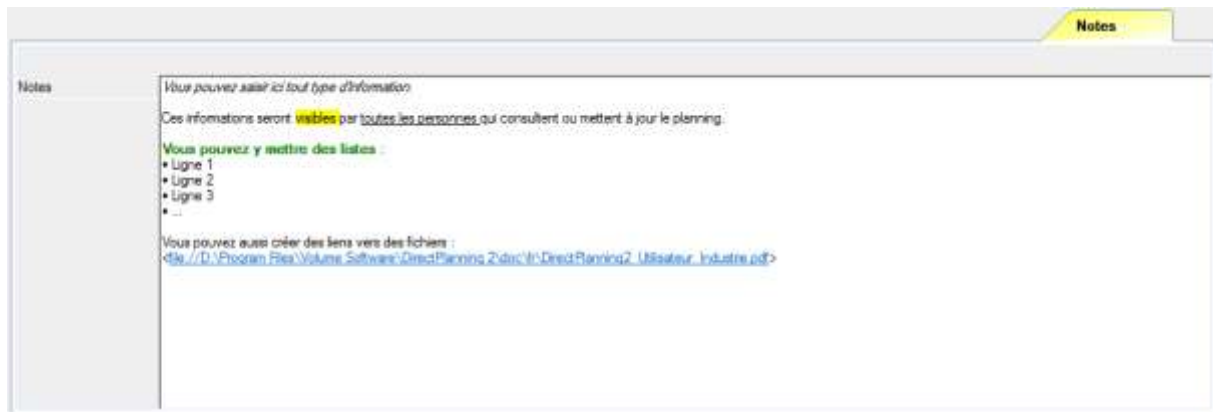 Notes
Notes
Vous pouvez saisir ici tout type d'information
Ces informations seront visibles par toutes les personnes qui consultent ou mettent à jour le planning.
Vous pouvez y mettre des listes :
• Ligne 1
• Ligne 2
• Ligne 3
• ...
Vous pouvez aussi créer des liens vers des fichiers :
<file://D:\Program Files\Volume Software\DirectPlanning 2\doc\fr\DirectPlanning2_Utilisateur_Industrie.pdf>